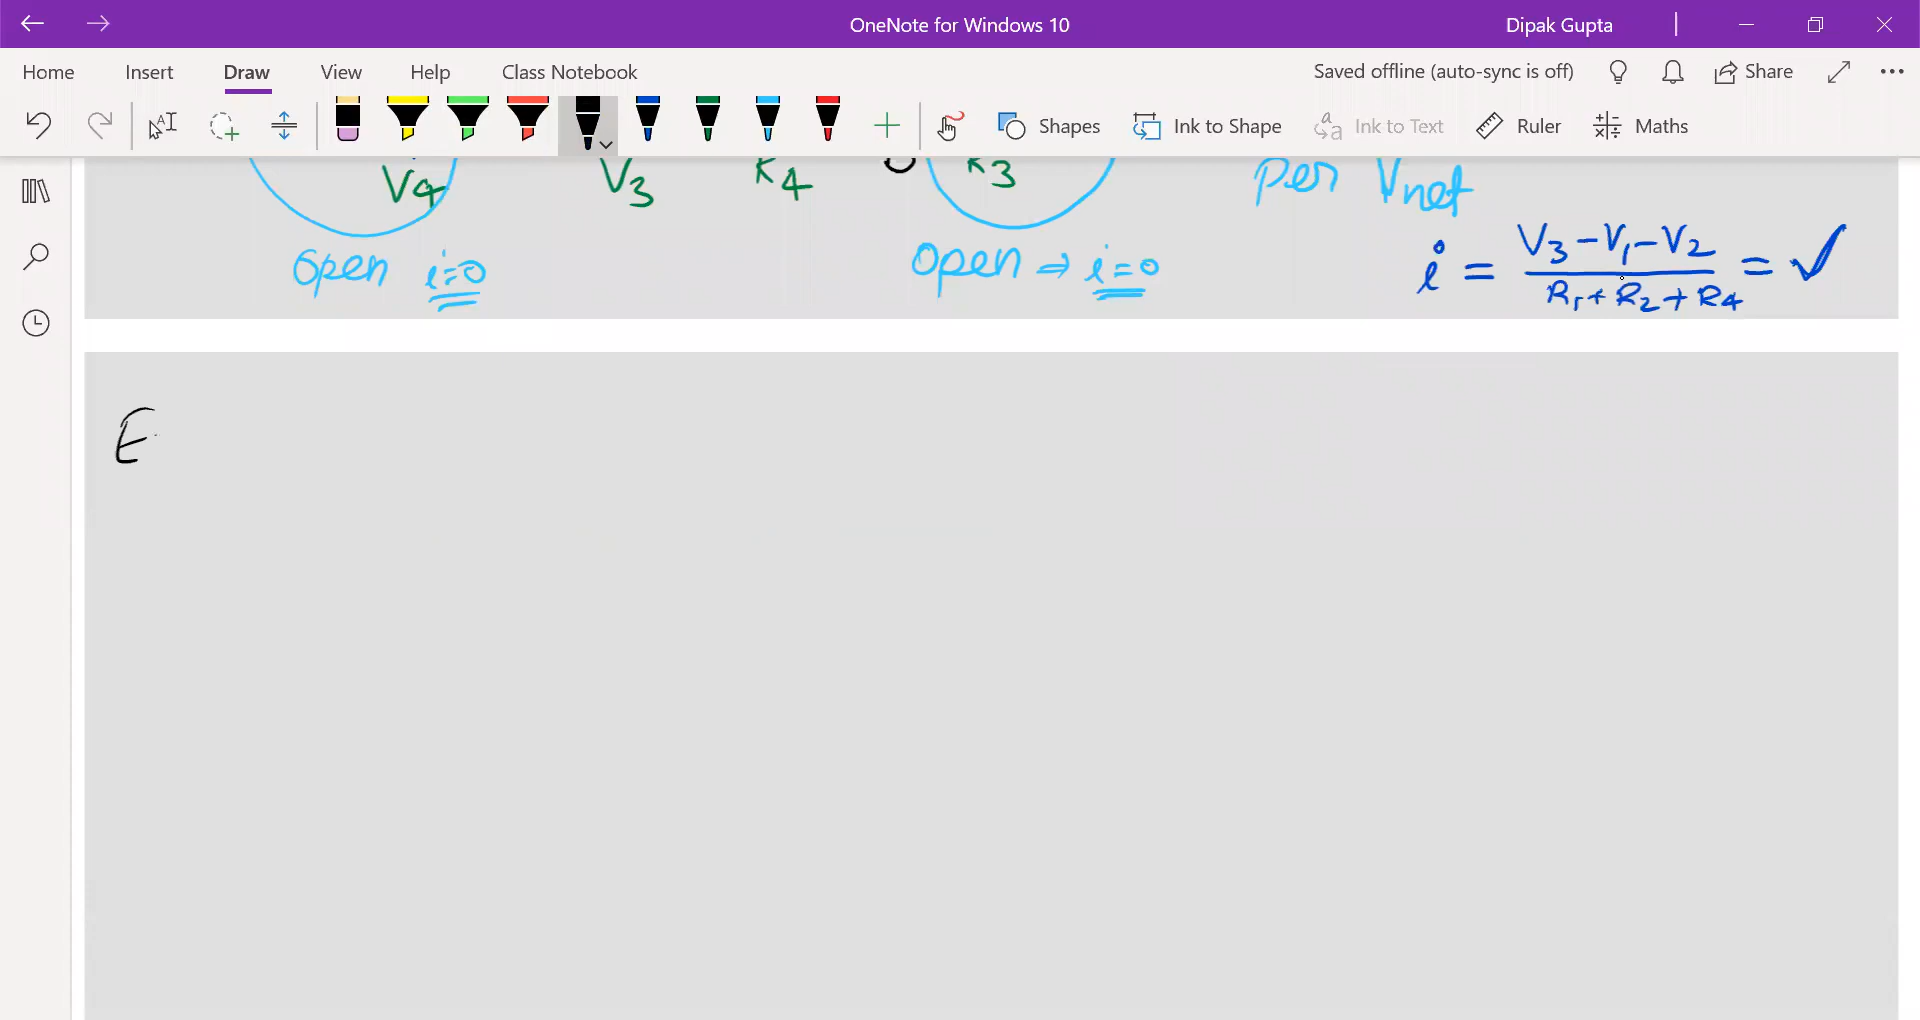 OneNote for Windows 10
Dipak Gupta
Home Insert Draw View Help Class Notebook
Saved offline (auto-sync is off) Share
Shapes Ink to Shape Ink to Text Ruler Maths
V4 V3 R4 R3 per Vnet
open i=0
open ⇒ i=0
i = (V3-V1-V2)/(R1+R2+R4) = ✓
E